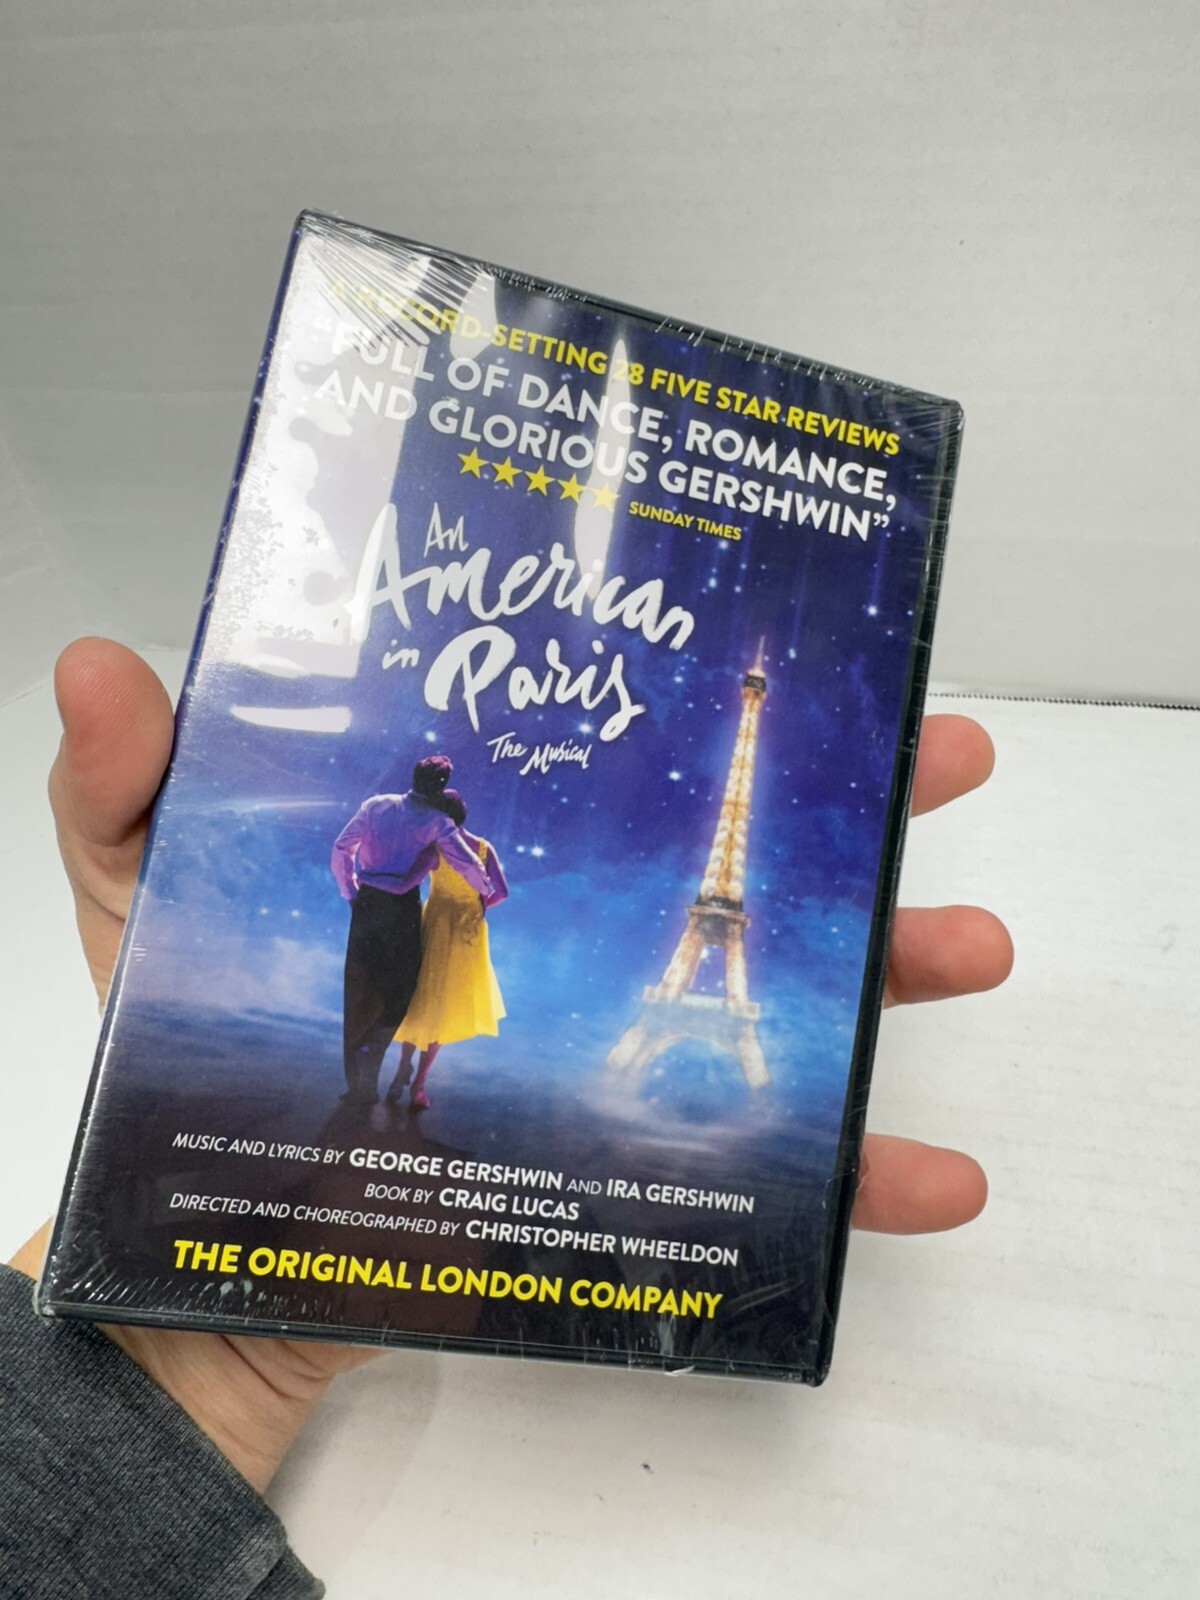 A RECORD-SETTING 28 FIVE STAR REVIEWS
“FULL OF DANCE, ROMANCE,
AND GLORIOUS GERSHWIN”
SUNDAY TIMES
An
American
in Paris
The Musical
MUSIC AND LYRICS BY GEORGE GERSHWIN AND IRA GERSHWIN
BOOK BY CRAIG LUCAS
DIRECTED AND CHOREOGRAPHED BY CHRISTOPHER WHEELDON
THE ORIGINAL LONDON COMPANY